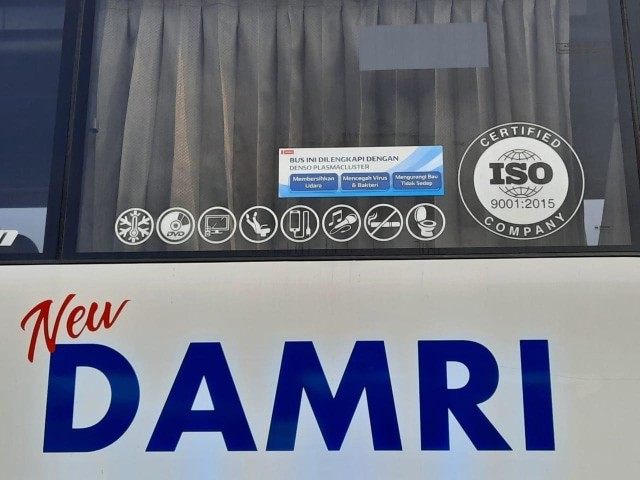 BUS INI DILENGKAPI DENGAN
DENSO PLASMACLUSTER
Membersihkan
Udara
Mencegah Virus
& Bakteri
Mengurangi Bau
Tidak Sedap
CERTIFIED
ISO
9001:2015
COMPANY
DVD
New
DAMRI